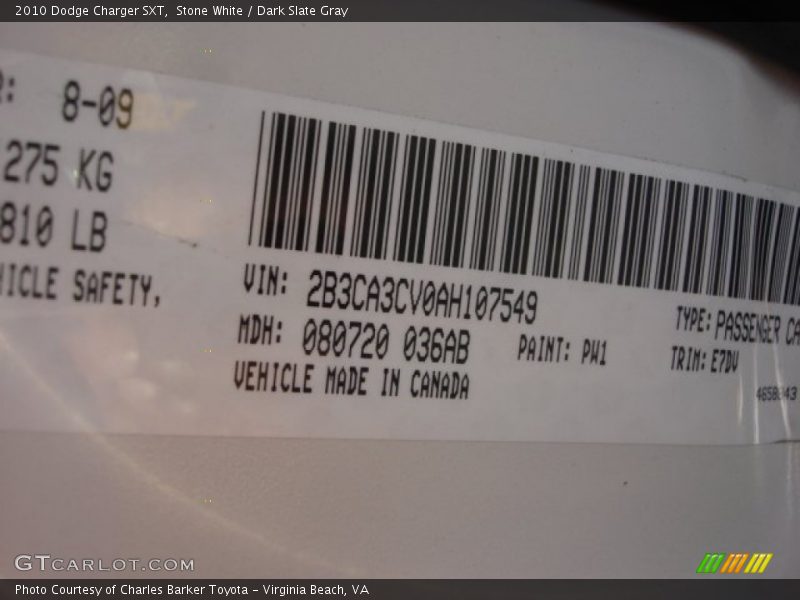 2010 Dodge Charger SXT,  Stone White / Dark Slate Gray
8-09
275 KG
810 LB
SAFETY,
VIN: 2B3CA3CV0AH107549
MDH: 080720 036AB
PAINT: PW1
VEHICLE MADE IN CANADA
TYPE: PASSENGER
TRIM: E7DV
GTCARLOT.COM
Photo Courtesy of Charles Barker Toyota - Virginia Beach, VA